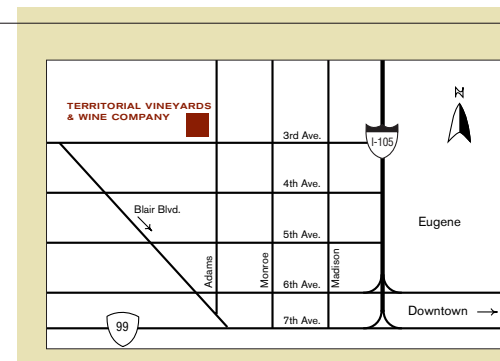 TERRITORIAL VINEYARDS
& WINE COMPANY
N
3rd Ave.
I-105
4th Ave.
Blair Blvd.
Eugene
5th Ave.
Adams
Monroe
Madison
6th Ave.
Downtown
7th Ave.
99